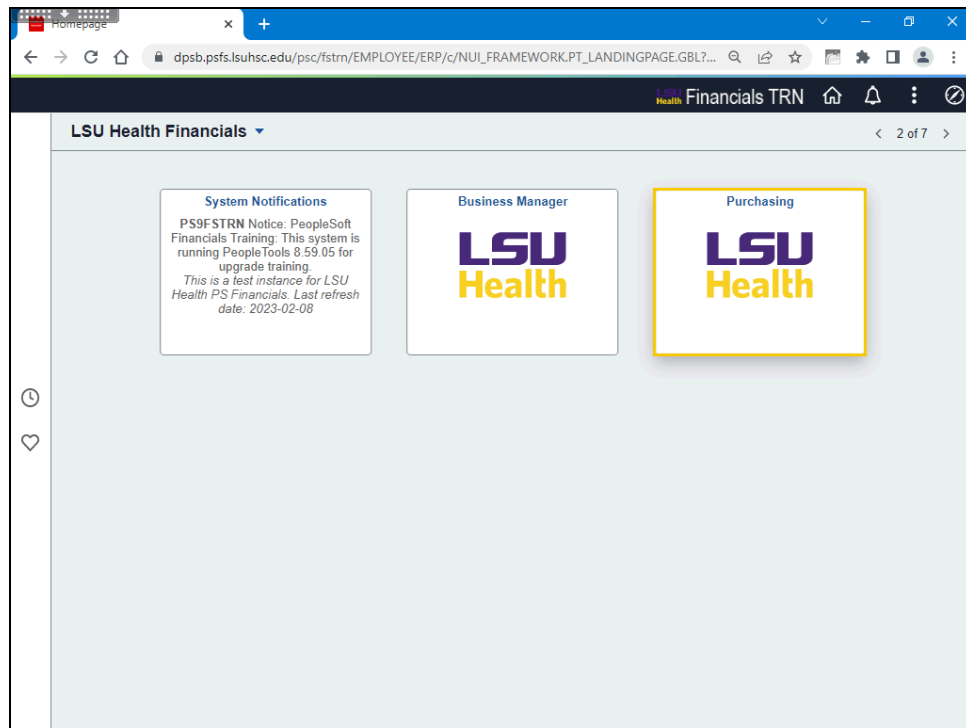 Homepage
dpsb.psfs.lsuhsc.edu/psc/fstrn/EMPLOYEE/ERP/c/NUI_FRAMEWORK.PT_LANDINGPAGE.GBL?...
LSU Health Financials TRN
LSU Health Financials
2 of 7
System Notifications
PS9FSTRN Notice: PeopleSoft
Financials Training: This system is
running PeopleTools 8.59.05 for
upgrade training.
This is a test instance for LSU
Health PS Financials. Last refresh
date: 2023-02-08
Business Manager
LSU
Health
Purchasing
LSU
Health